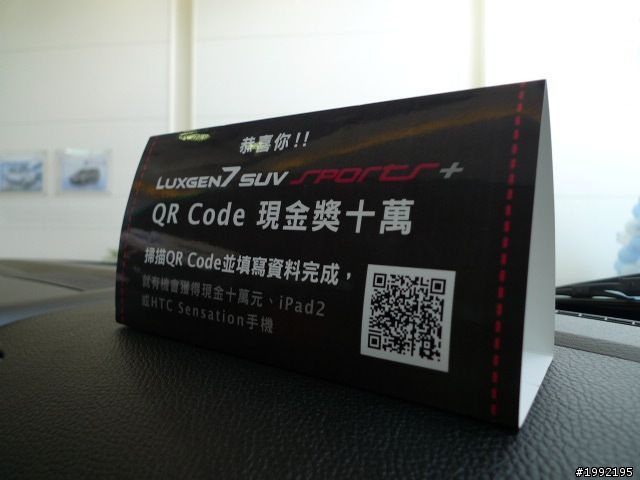 恭喜你!!
LUXGEN7 SUV SPORTS+
QR Code 現金獎十萬
掃描QR Code並填寫資料完成，
就有機會獲得現金十萬元、iPad2
或HTC Sensation手機
#1992195